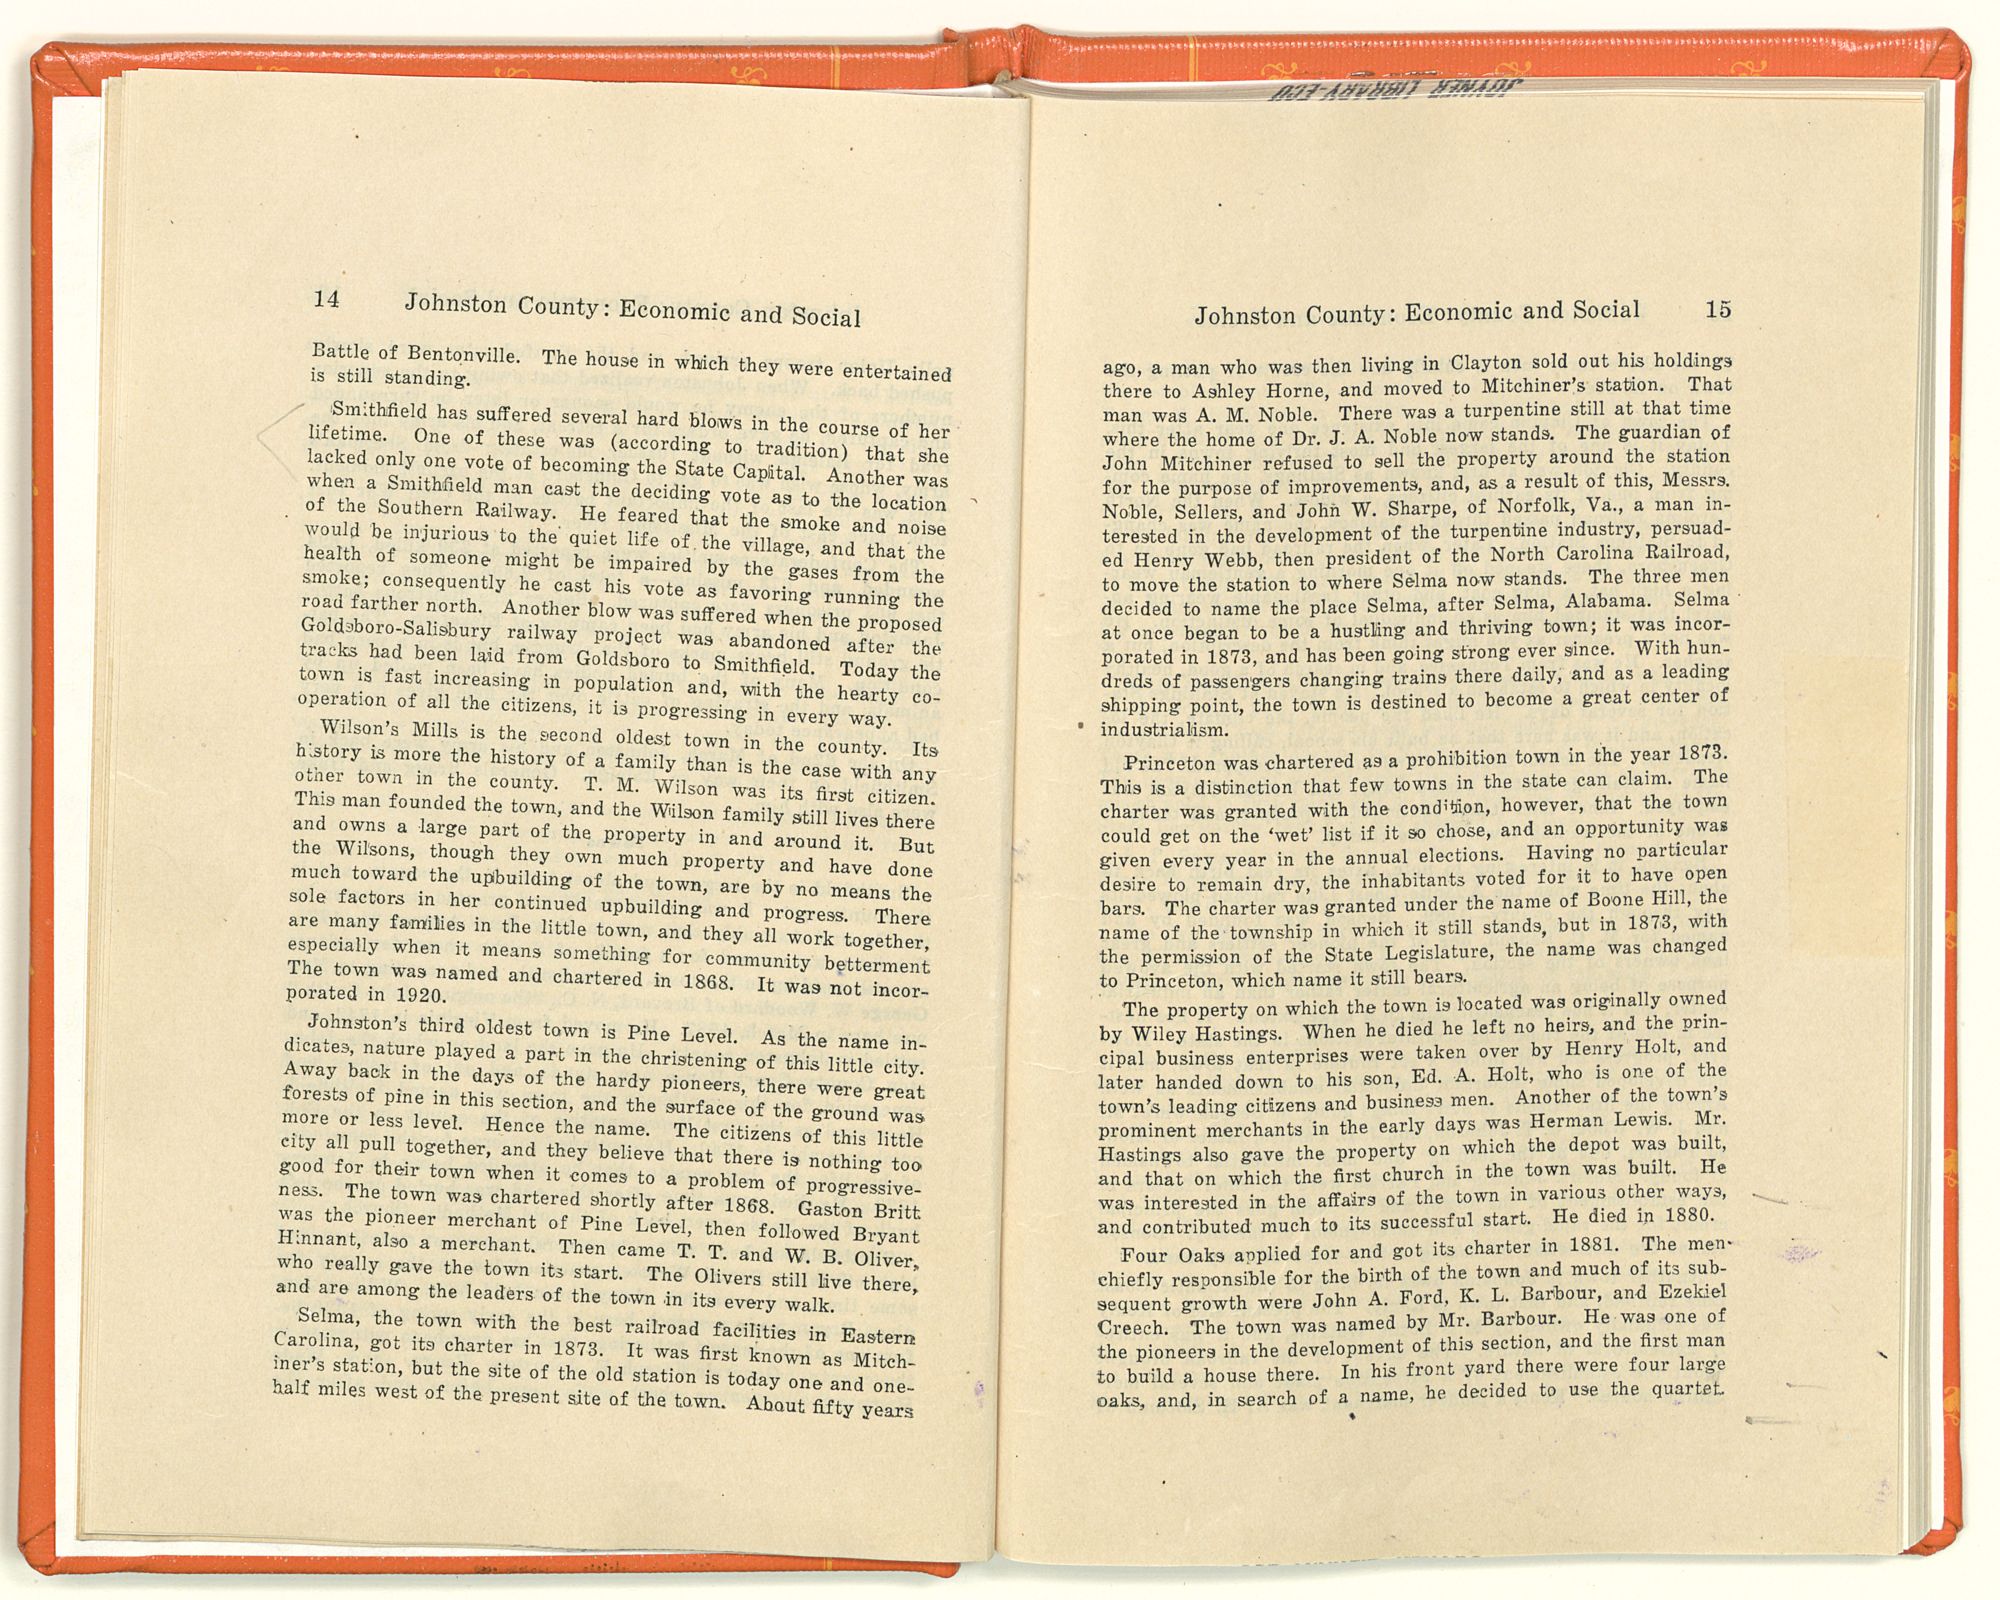 JOYNER LIBRARY-ECU
14 Johnston County: Economic and Social
Battle of Bentonville. The house in which they were entertained
is still standing.
Smithfield has suffered several hard blows in the course of her
lifetime. One of these was (according to tradition) that she
lacked only one vote of becoming the State Capital. Another was
when a Smithfield man cast the deciding vote as to the location
of the Southern Railway. He feared that the smoke and noise
would be injurious to the quiet life of the village, and that the
health of someone might be impaired by the gases from the
smoke; consequently he cast his vote as favoring running the
road farther north. Another blow was suffered when the proposed
Goldsboro-Salisbury railway project was abandoned after the
tracks had been laid from Goldsboro to Smithfield. Today the
town is fast increasing in population and, with the hearty co-
operation of all the citizens, it is progressing in every way.
Wilson's Mills is the second oldest town in the county. Its
history is more the history of a family than is the case with any
other town in the county. T. M. Wilson was its first citizen.
This man founded the town, and the Wilson family still lives there
and owns a large part of the property in and around it. But
the Wilsons, though they own much property and have done
much toward the upbuilding of the town, are by no means the
sole factors in her continued upbuilding and progress. There
are many families in the little town, and they all work together,
especially when it means something for community betterment
The town was named and chartered in 1868. It was not incor-
porated in 1920.
Johnston's third oldest town is Pine Level. As the name in-
dicates, nature played a part in the christening of this little city.
Away back in the days of the hardy pioneers, there were great
forests of pine in this section, and the surface of the ground was
more or less level. Hence the name. The citizens of this little
city all pull together, and they believe that there is nothing too
good for their town when it comes to a problem of progressive-
ness. The town was chartered shortly after 1868. Gaston Britt
was the pioneer merchant of Pine Level, then followed Bryant
Hinnant, also a merchant. Then came T. T. and W. B. Oliver,
who really gave the town its start. The Olivers still live there,
and are among the leaders of the town in its every walk.
Selma, the town with the best railroad facilities in Eastern
Carolina, got its charter in 1873. It was first known as Mitch-
iner's station, but the site of the old station is today one and one-
half miles west of the present site of the town. About fifty years
Johnston County: Economic and Social 15
ago, a man who was then living in Clayton sold out his holdings
there to Ashley Horne, and moved to Mitchiner's station. That
man was A. M. Noble. There was a turpentine still at that time
where the home of Dr. J. A. Noble now stands. The guardian of
John Mitchiner refused to sell the property around the station
for the purpose of improvements, and, as a result of this, Messrs.
Noble, Sellers, and John W. Sharpe, of Norfolk, Va., a man in-
terested in the development of the turpentine industry, persuad-
ed Henry Webb, then president of the North Carolina Railroad,
to move the station to where Selma now stands. The three men
decided to name the place Selma, after Selma, Alabama. Selma
at once began to be a hustling and thriving town; it was incor-
porated in 1873, and has been going strong ever since. With hun-
dreds of passengers changing trains there daily, and as a leading
shipping point, the town is destined to become a great center of
industrialism.
Princeton was chartered as a prohibition town in the year 1873.
This is a distinction that few towns in the state can claim. The
charter was granted with the condition, however, that the town
could get on the 'wet' list if it so chose, and an opportunity was
given every year in the annual elections. Having no particular
desire to remain dry, the inhabitants voted for it to have open
bars. The charter was granted under the name of Boone Hill, the
name of the township in which it still stands, but in 1873, with
the permission of the State Legislature, the name was changed
to Princeton, which name it still bears.
The property on which the town is located was originally owned
by Wiley Hastings. When he died he left no heirs, and the prin-
cipal business enterprises were taken over by Henry Holt, and
later handed down to his son, Ed. A. Holt, who is one of the
town's leading citizens and business men. Another of the town's
prominent merchants in the early days was Herman Lewis. Mr.
Hastings also gave the property on which the depot was built,
and that on which the first church in the town was built. He
was interested in the affairs of the town in various other ways,
and contributed much to its successful start. He died in 1880.
Four Oaks applied for and got its charter in 1881. The men
chiefly responsible for the birth of the town and much of its sub-
sequent growth were John A. Ford, K. L. Barbour, and Ezekiel
Creech. The town was named by Mr. Barbour. He was one of
the pioneers in the development of this section, and the first man
to build a house there. In his front yard there were four large
oaks, and, in search of a name, he decided to use the quartet.